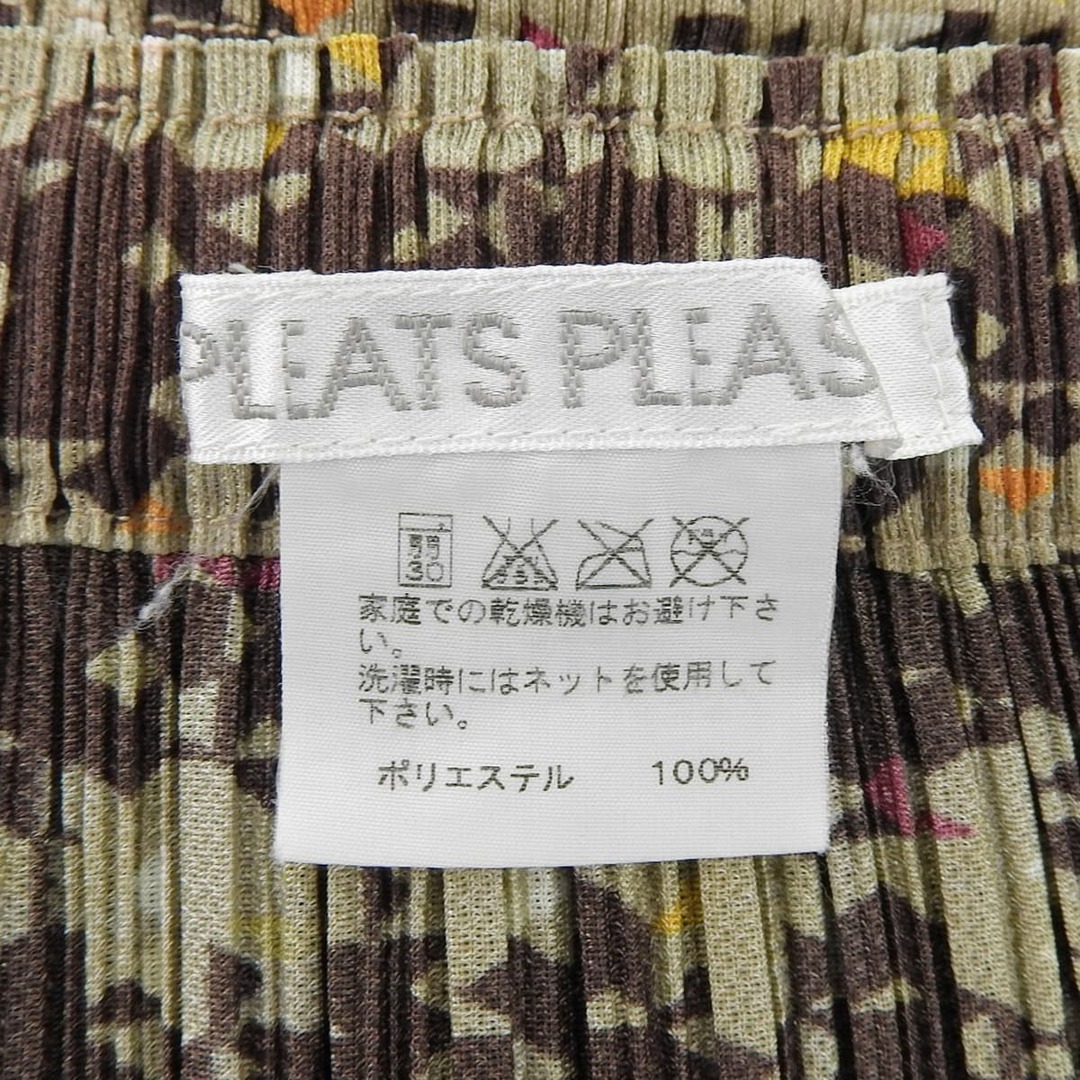 PLEATS PLEAS
弱
30
家庭での乾燥機はお避け下さ
い。
洗濯時にはネットを使用して
下さい。
ポリエステル 100%